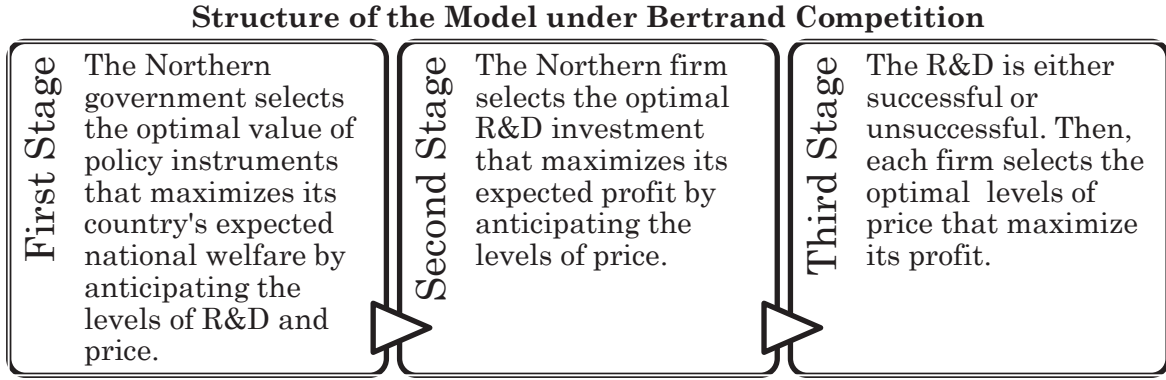 Structure of the Model under Bertrand Competition
First Stage
The Northern
government selects
the optimal value of
policy instruments
that maximizes its
country's expected
national welfare by
anticipating the
levels of R&D and
price.
Second Stage
The Northern firm
selects the optimal
R&D investment
that maximizes its
expected profit by
anticipating the
levels of price.
Third Stage
The R&D is either
successful or
unsuccessful. Then,
each firm selects the
optimal levels of
price that maximize
its profit.